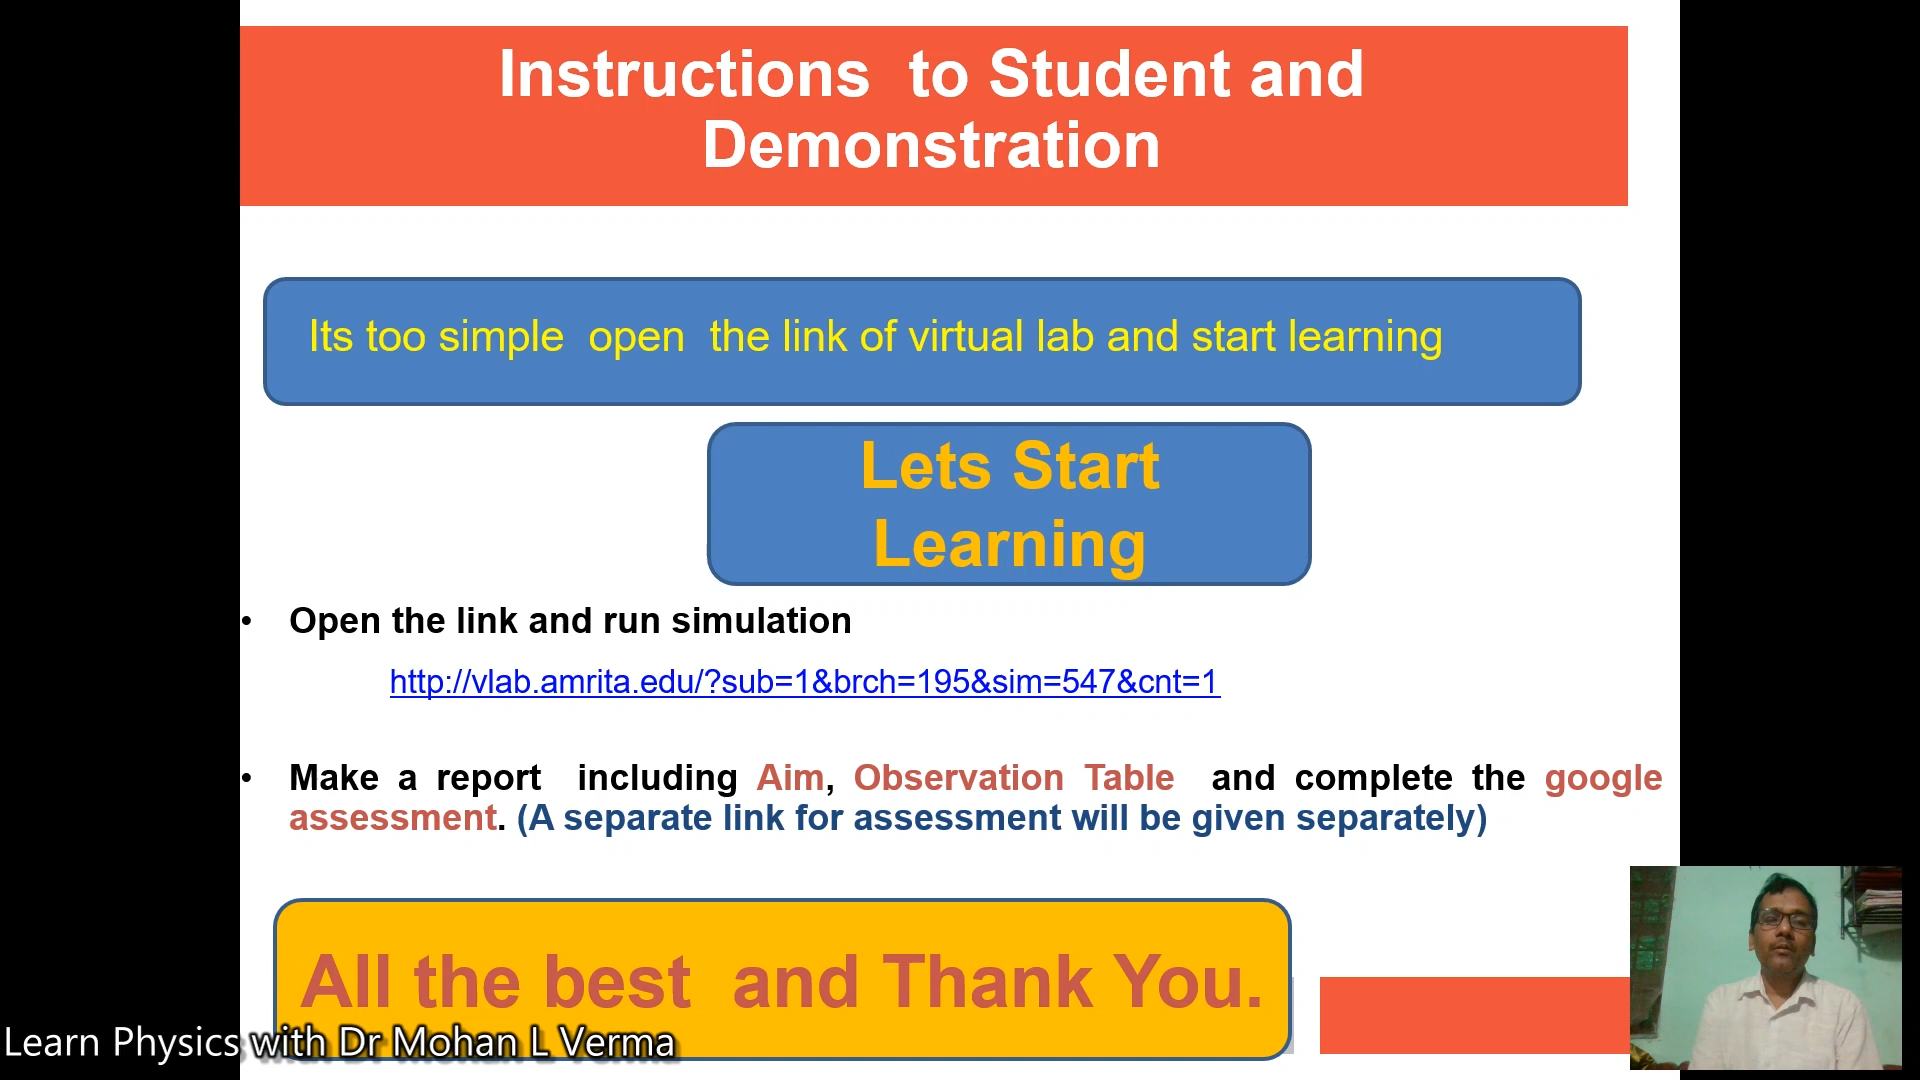 Instructions to Student and
Demonstration
Its too simple open the link of virtual lab and start learning
Lets Start
Learning
• Open the link and run simulation
http://vlab.amrita.edu/?sub=1&brch=195&sim=547&cnt=1
• Make a report including Aim, Observation Table and complete the google
assessment. (A separate link for assessment will be given separately)
All the best and Thank You.
Learn Physics with Dr Mohan L Verma